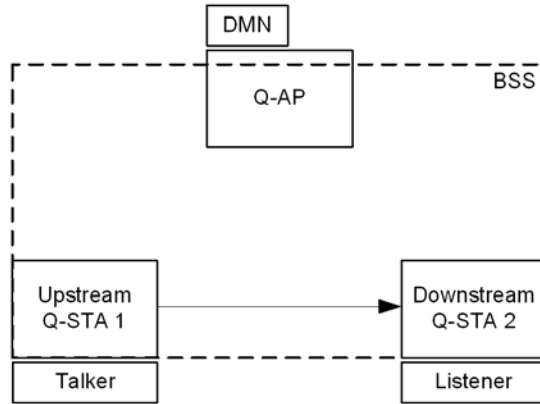 DMN
Q-AP
BSS
Upstream
Q-STA 1
Downstream
Q-STA 2
Talker
Listener